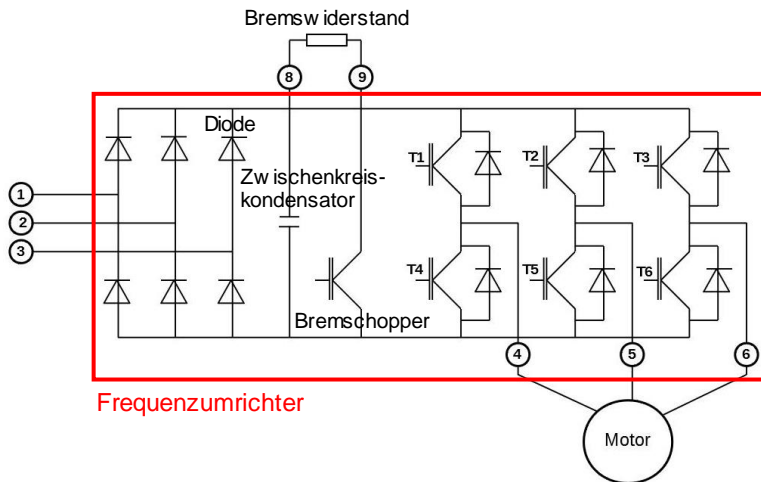 Bremswiderstand
8
9
Diode
T1
T2
T3
Zwischenkreis-
kondensator
1
2
3
T4
T5
T6
Bremschopper
4
5
6
Frequenzumrichter
Motor